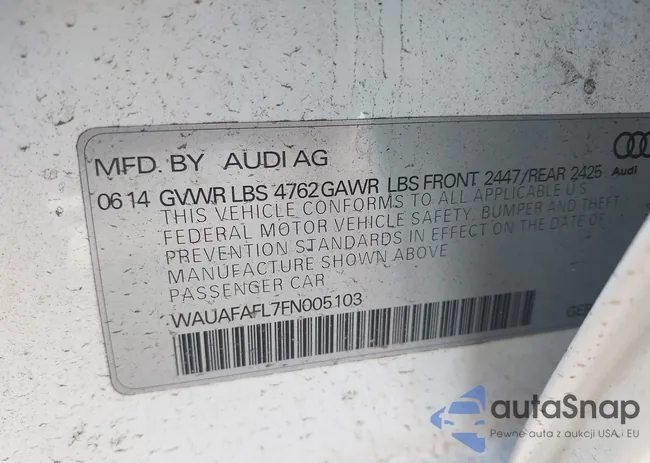 MFD. BY AUDI AG
06 14 GVWR LBS 4762 GAWR LBS FRONT 2447/REAR 2425
Audi
THIS VEHICLE CONFORMS TO ALL APPLICABLE U.S.
FEDERAL MOTOR VEHICLE SAFETY, BUMPER AND THEFT
PREVENTION STANDARDS IN EFFECT ON THE DATE OF
MANUFACTURE SHOWN ABOVE
PASSENGER CAR
WAUAFAFL7FN005103
autaSnap
Pewne auta z aukcji USA i EU